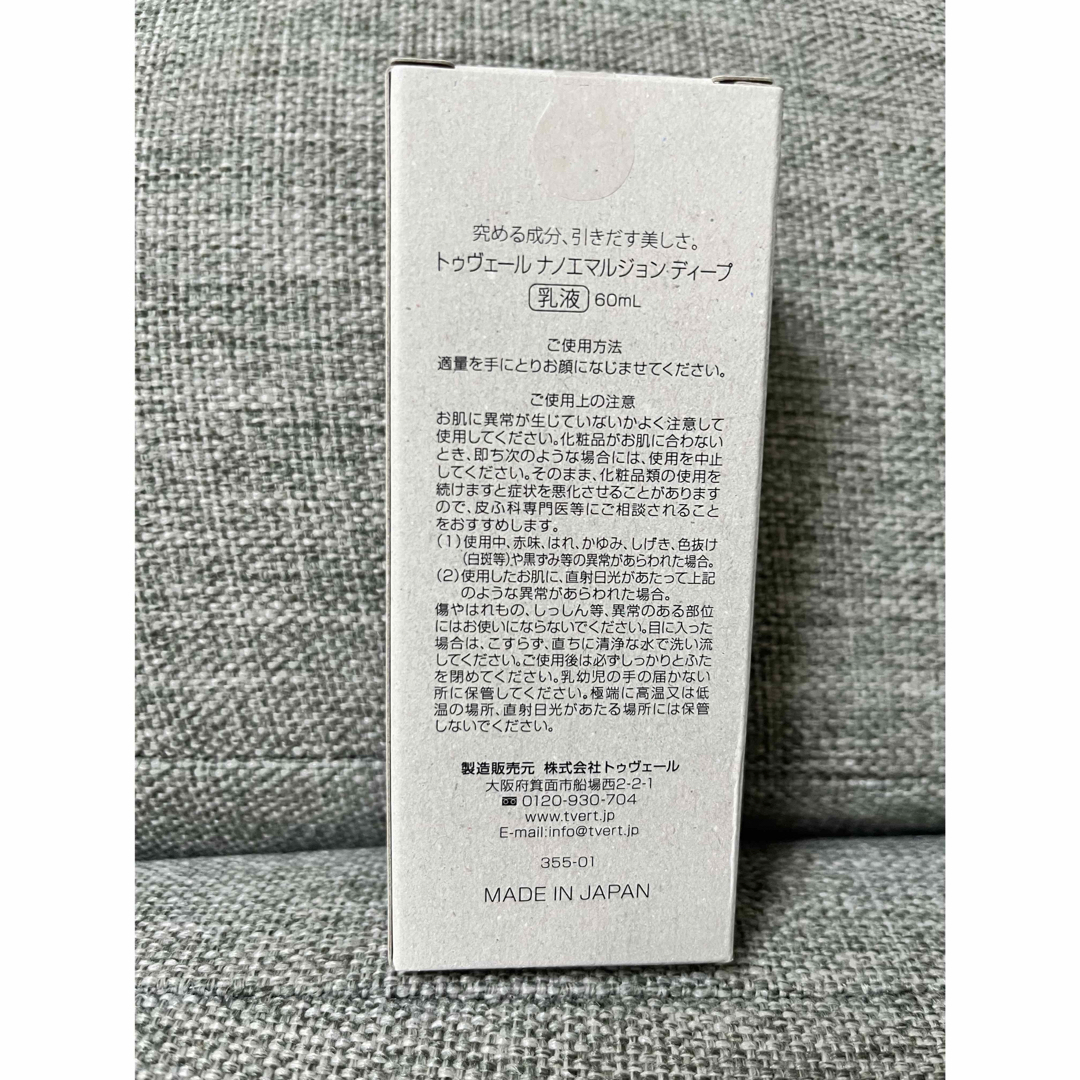 究める成分、引きだす美しさ。
トゥヴェール ナノエマルジョン ディープ
乳液 60mL
ご使用方法
適量を手にとりお顔になじませてください。
ご使用上の注意
お肌に異常が生じていないかよく注意して
使用してください。化粧品がお肌に合わない
とき、即ち次のような場合には、使用を中止
してください。そのまま、化粧品類の使用を
続けますと症状を悪化させることがあります
ので、皮ふ科専門医等にご相談されること
をおすすめします。
(1)使用中、赤味、はれ、かゆみ、しげき、色抜け
(白斑等)や黒ずみ等の異常があらわれた場合。
(2)使用したお肌に、直射日光があたって上記
のような異常があらわれた場合。
傷やはれもの、しっしん等、異常のある部位
にはお使いにならないでください。目に入った
場合は、こすらず、直ちに清浄な水で洗い流
してください。ご使用後は必ずしっかりとふた
を閉めてください。乳幼児の手の届かない
所に保管してください。極端に高温又は低
温の場所、直射日光があたる場所には保管
しないでください。
製造販売元 株式会社トゥヴェール
大阪府箕面市船場西2-2-1
0120-930-704
www.tvert.jp
E-mail:info@tvert.jp
355-01
MADE IN JAPAN